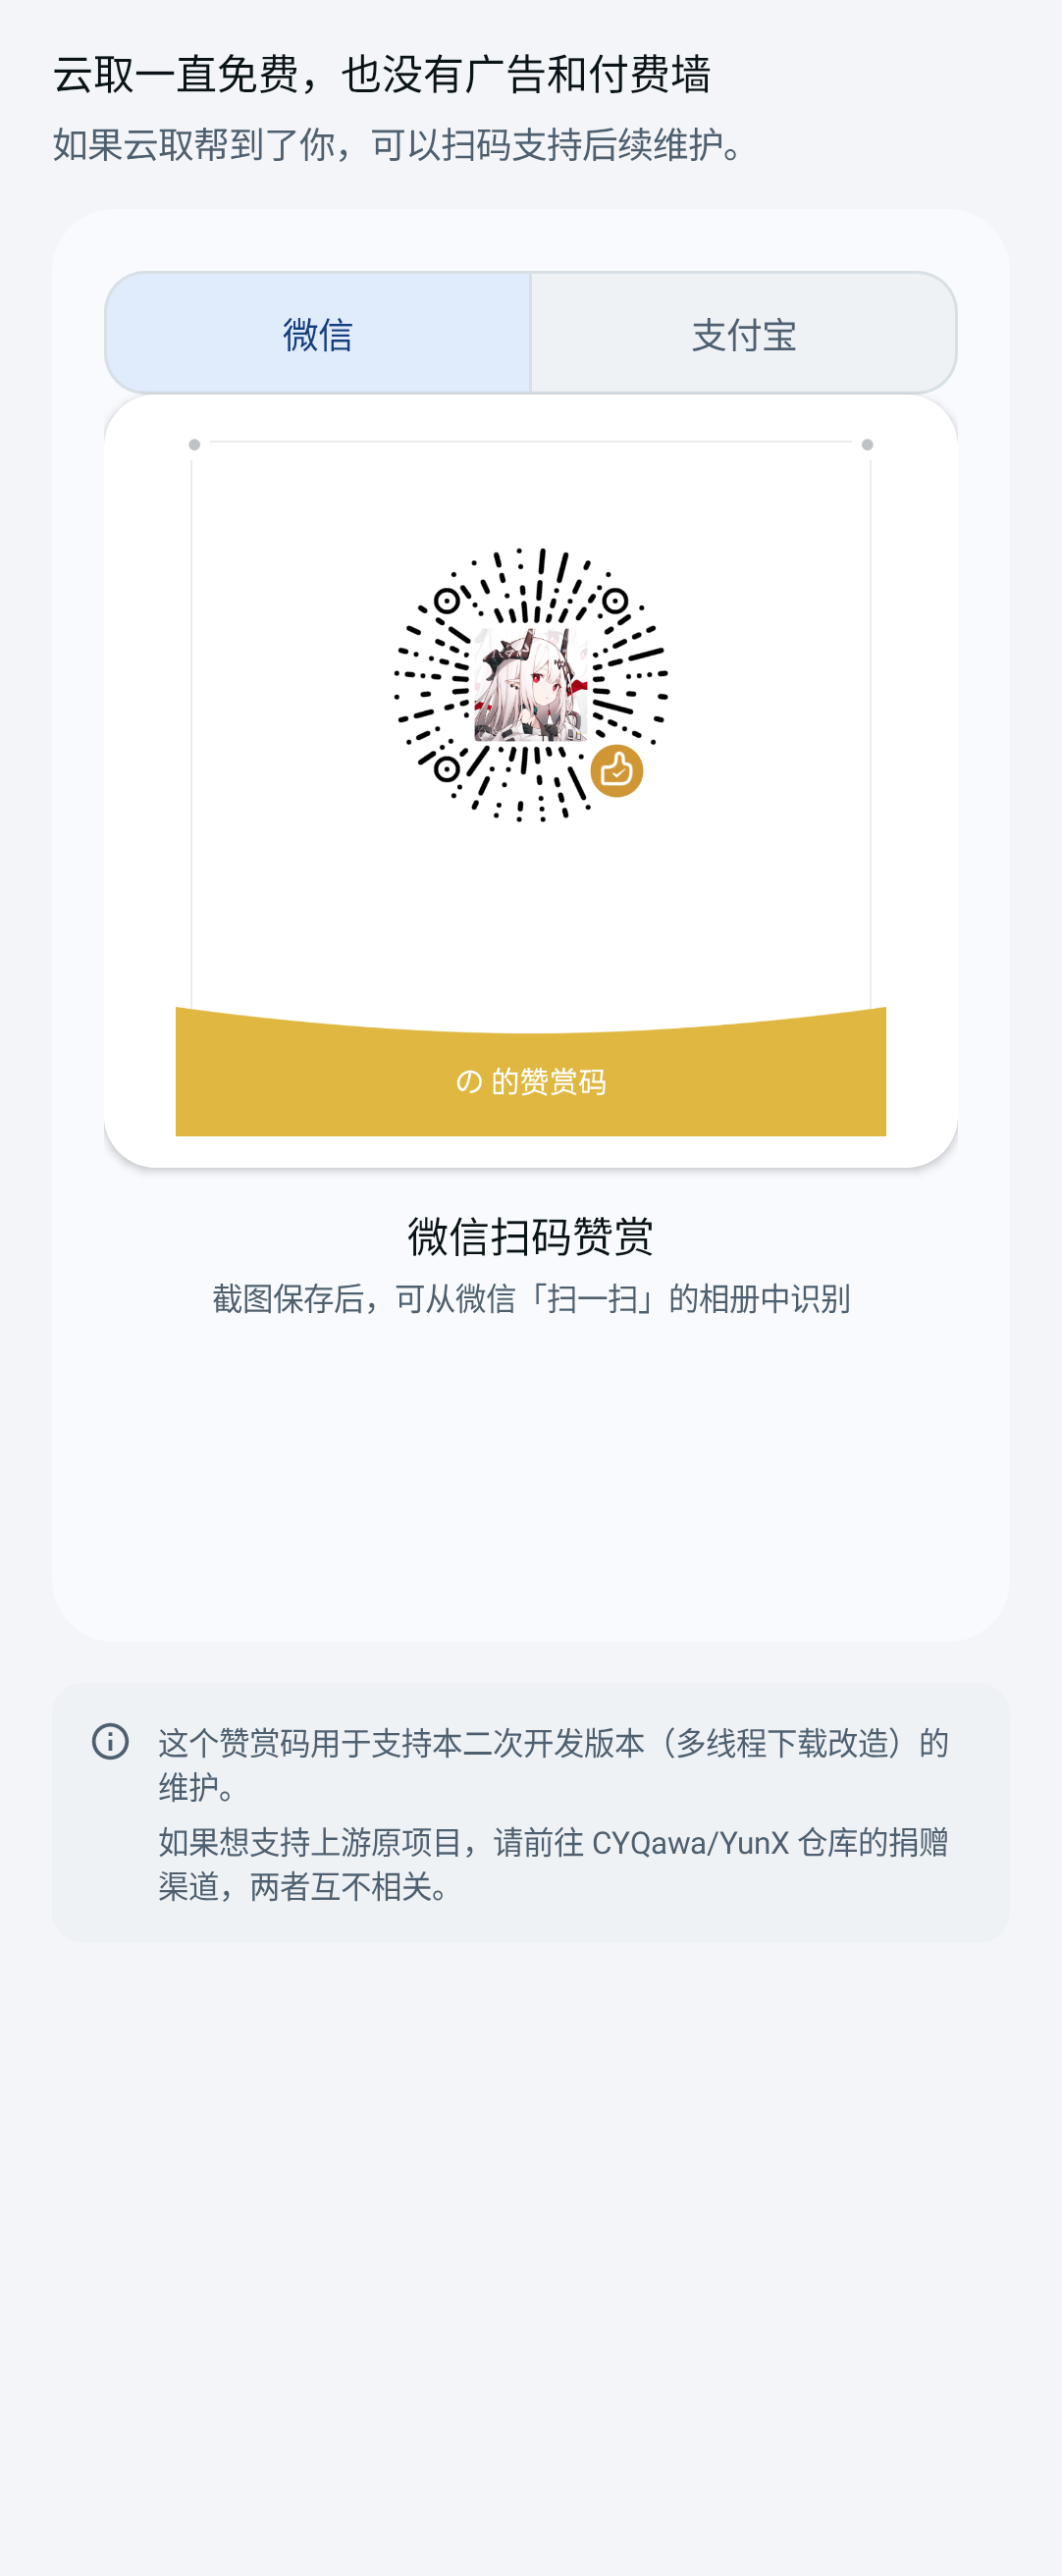 云取一直免费，也没有广告和付费墙
如果云取帮到了你，可以扫码支持后续维护。
微信
支付宝
の 的赞赏码
微信扫码赞赏
截图保存后，可从微信「扫一扫」的相册中识别
这个赞赏码用于支持本二次开发版本（多线程下载改造）的
维护。
如果想支持上游原项目，请前往 CYQawa/YunX 仓库的捐赠
渠道，两者互不相关。